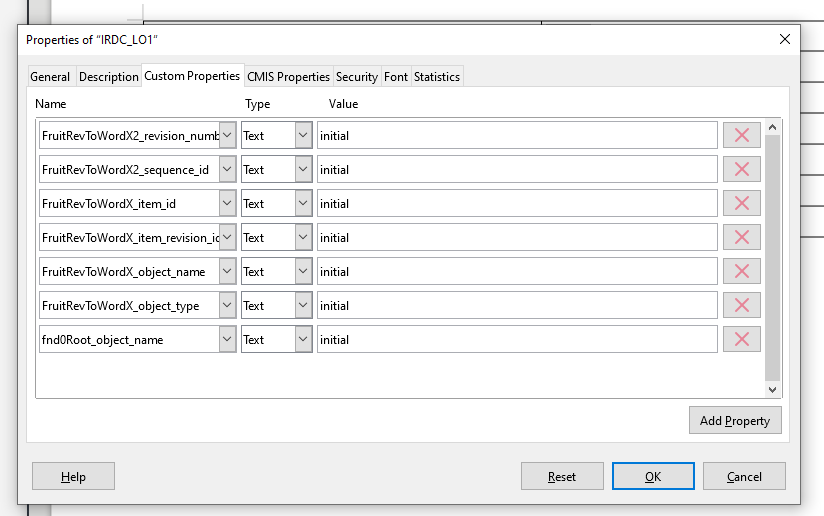 Properties of "IRDC_LO1"
General Description Custom Properties CMIS Properties Security Font Statistics
Name Type Value
FruitRevToWordX2_revision_numb Text initial
FruitRevToWordX2_sequence_id Text initial
FruitRevToWordX_item_id Text initial
FruitRevToWordX_item_revision_id Text initial
FruitRevToWordX_object_name Text initial
FruitRevToWordX_object_type Text initial
fnd0Root_object_name Text initial
Add Property
Help Reset OK Cancel